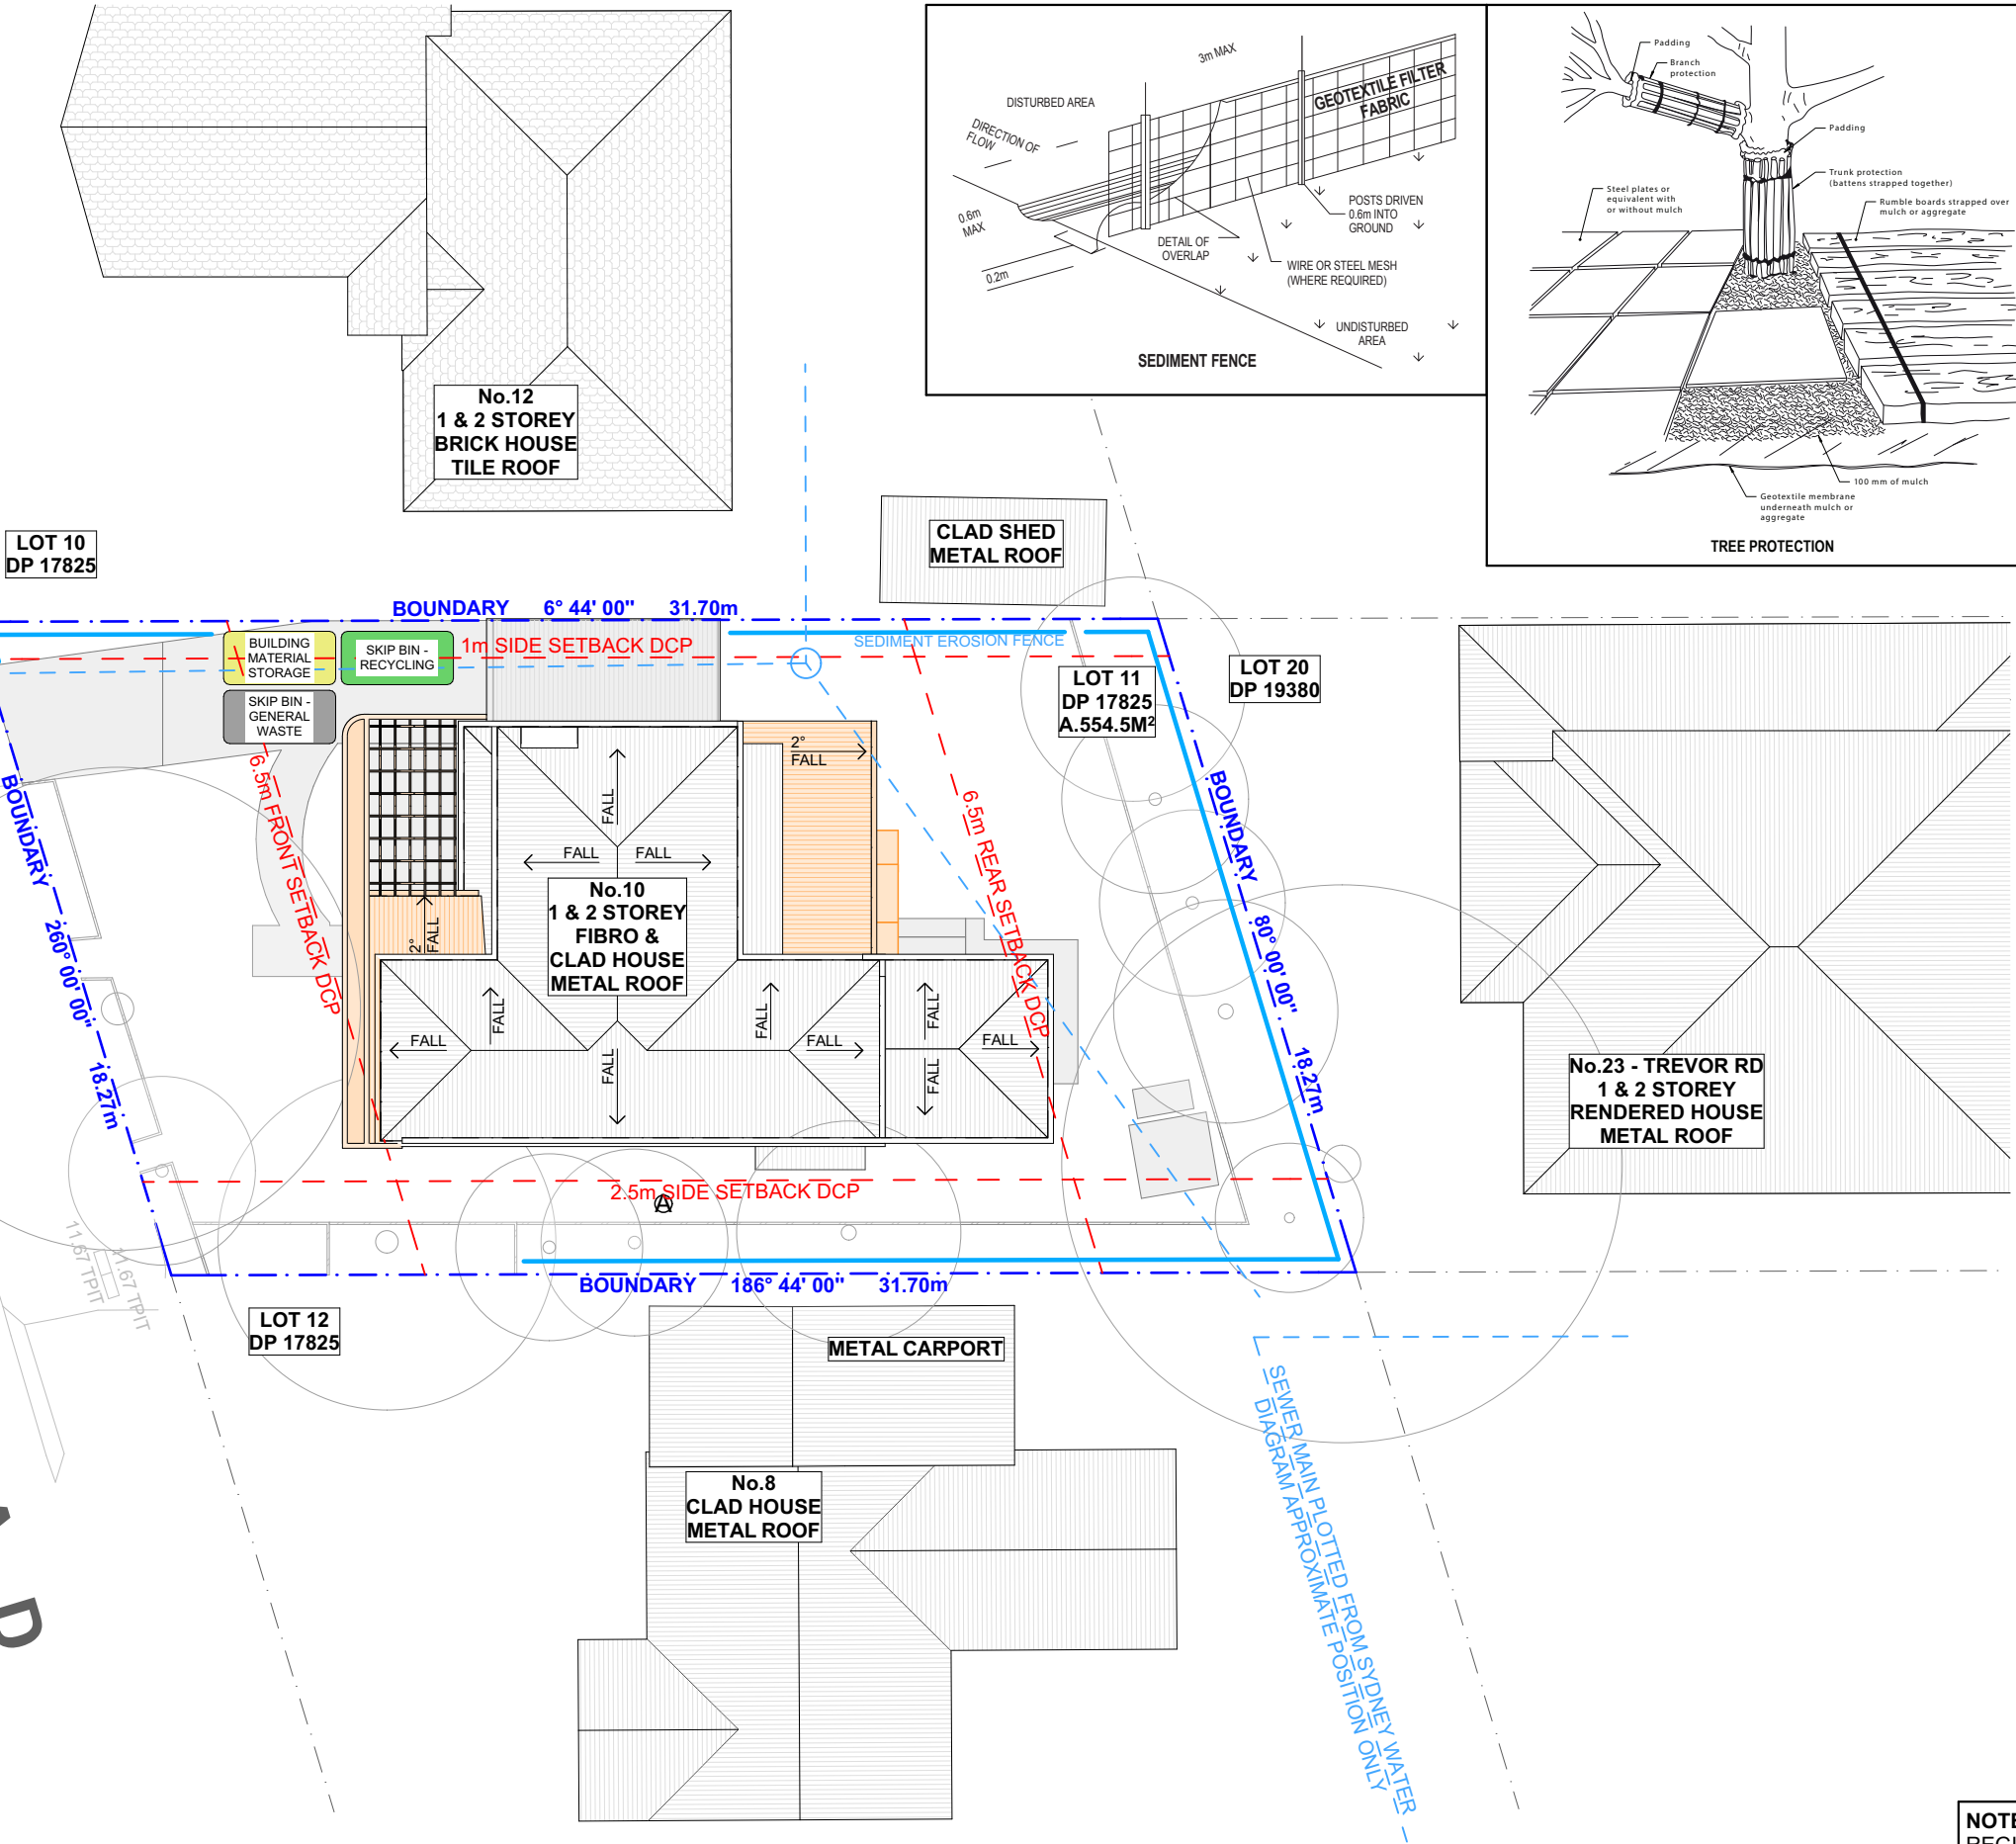 3m MAX
DISTURBED AREA
DIRECTION OF
FLOW
GEOTEXTILE FILTER
FABRIC
0.6m
MAX
0.2m
DETAIL OF
OVERLAP
POSTS DRIVEN
0.6m INTO
GROUND
WIRE OR STEEL MESH
(WHERE REQUIRED)
UNDISTURBED
AREA
SEDIMENT FENCE
Padding
Branch
protection
Padding
Trunk protection
(battens strapped together)
Steel plates or
equivalent with
or without mulch
Rumble boards strapped over
mulch or aggregate
100 mm of mulch
Geotextile membrane
underneath mulch or
aggregate
TREE PROTECTION
No.12
1 & 2 STOREY
BRICK HOUSE
TILE ROOF
LOT 10
DP 17825
CLAD SHED
METAL ROOF
BOUNDARY 6° 44' 00" 31.70m
BUILDING
MATERIAL
STORAGE
SKIP BIN -
RECYCLING
SKIP BIN -
GENERAL
WASTE
1m SIDE SETBACK DCP
SEDIMENT EROSION FENCE
LOT 11
DP 17825
A.554.5M²
LOT 20
DP 19380
BOUNDARY 260° 00' 00" 18.27m
6.5m FRONT SETBACK DCP
2°
FALL
FALL
FALL
FALL
No.10
1 & 2 STOREY
FIBRO &
CLAD HOUSE
METAL ROOF
2°
FALL
FALL
FALL
FALL
FALL
FALL
FALL
FALL
FALL
6.5m REAR SETBACK DCP
BOUNDARY 80° 00' 00" 18.27m
No.23 - TREVOR RD
1 & 2 STOREY
RENDERED HOUSE
METAL ROOF
2.5m SIDE SETBACK DCP
A
11.67 TPIT
11.67 TPIT
BOUNDARY 186° 44' 00" 31.70m
LOT 12
DP 17825
METAL CARPORT
No.8
CLAD HOUSE
METAL ROOF
SEWER MAIN PLOTTED FROM SYDNEY WATER
DIAGRAM APPROXIMATE POSITION ONLY
D